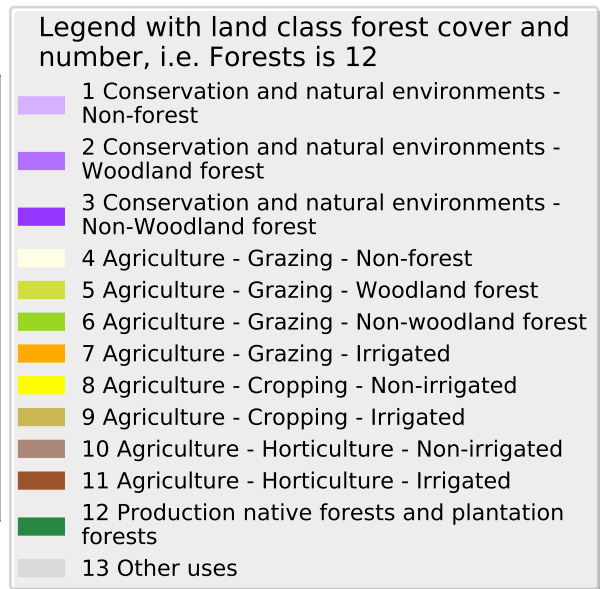 Legend with land class forest cover and
number, i.e. Forests is 12
1 Conservation and natural environments -
Non-forest
2 Conservation and natural environments -
Woodland forest
3 Conservation and natural environments -
Non-Woodland forest
4 Agriculture - Grazing - Non-forest
5 Agriculture - Grazing - Woodland forest
6 Agriculture - Grazing - Non-woodland forest
7 Agriculture - Grazing - Irrigated
8 Agriculture - Cropping - Non-irrigated
9 Agriculture - Cropping - Irrigated
10 Agriculture - Horticulture - Non-irrigated
11 Agriculture - Horticulture - Irrigated
12 Production native forests and plantation
forests
13 Other uses